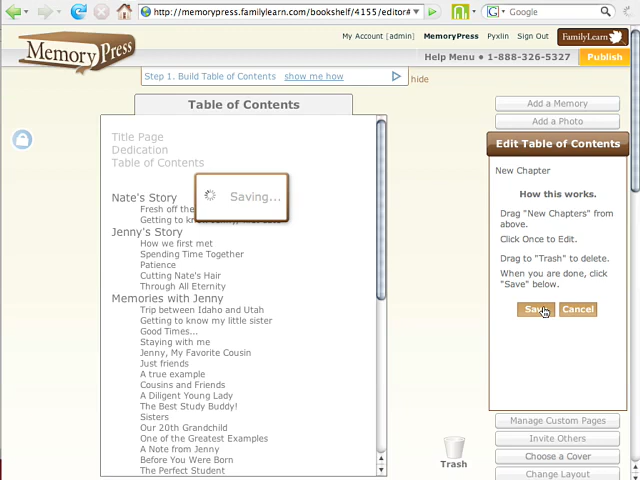 http://memorypress.familylearn.com/bookshelf/4155/editor#
Google
MemoryPress
My Account [admin] MemoryPress Pyxlin Sign Out FamilyLearn
Help Menu • 1-888-326-5327 Publish
Step 1. Build Table of Contents show me how hide
Table of Contents
Title Page
Dedication
Table of Contents
Saving...
Nate's Story
Fresh off the
Getting to
Jenny's Story
How we first met
Spending Time Together
Patience
Cutting Nate's Hair
Through All Eternity
Memories with Jenny
Trip between Idaho and Utah
Getting to know my little sister
Good Times...
Staying with me
Jenny, My Favorite Cousin
Just friends
A true example
Cousins and Friends
A Diligent Young Lady
The Best Study Buddy!
Sisters
Our 20th Grandchild
One of the Greatest Examples
A Note from Jenny
Before You Were Born
The Perfect Student
Trash
Add a Memory
Add a Photo
Edit Table of Contents
New Chapter
How this works.
Drag "New Chapters" from
above.
Click Once to Edit.
Drag to "Trash" to delete.
When you are done, click
"Save" below.
Save Cancel
Manage Custom Pages
Invite Others
Choose a Cover
Change Layout